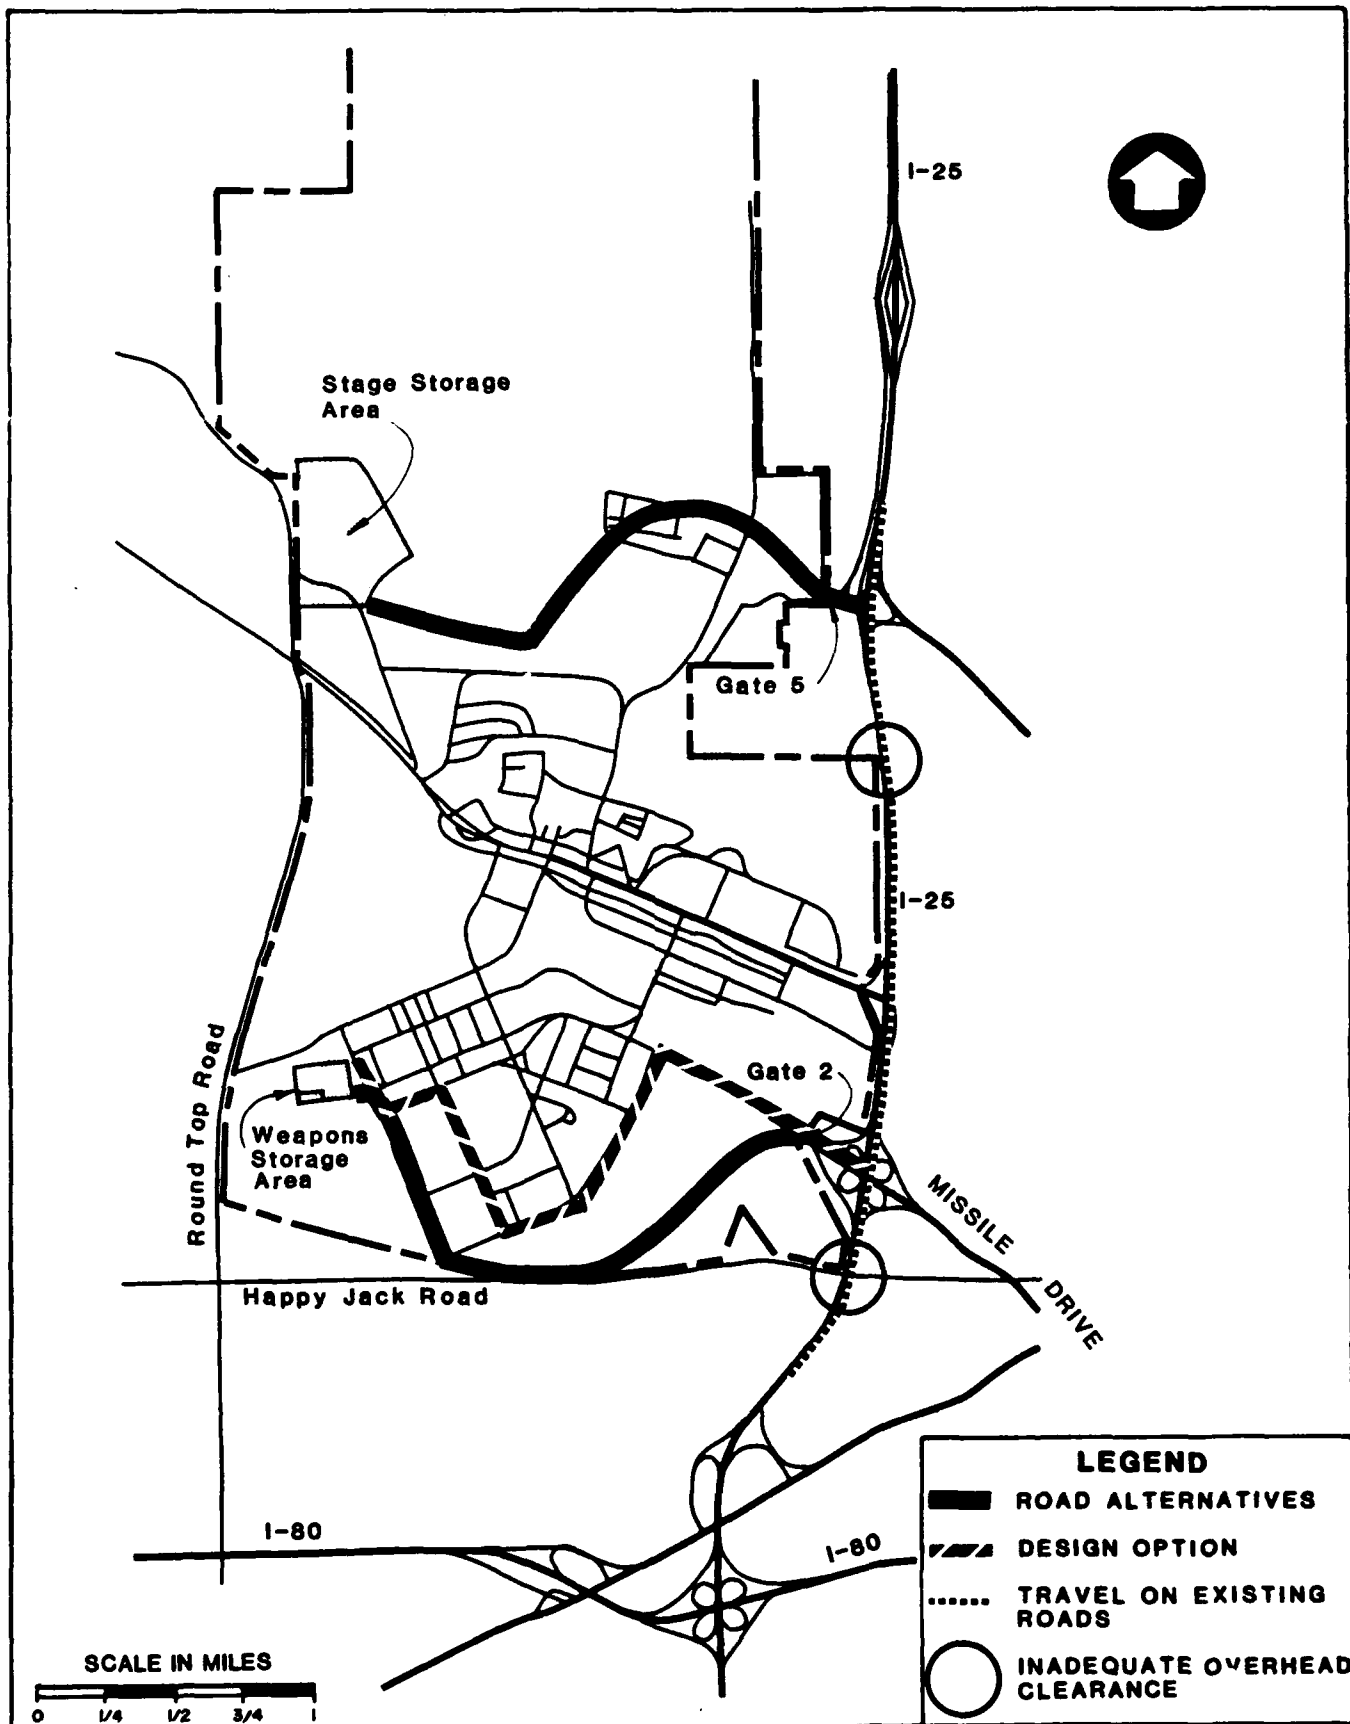 I-25
Stage Storage
Area
Gate 5
I-25
Gate 2
Round Top Road
Weapons
Storage
Area
MISSILE
DRIVE
Happy Jack Road
I-80
I-80
LEGEND
ROAD ALTERNATIVES
DESIGN OPTION
TRAVEL ON EXISTING
ROADS
INADEQUATE OVERHEAD
CLEARANCE
SCALE IN MILES
0 1/4 1/2 3/4 1